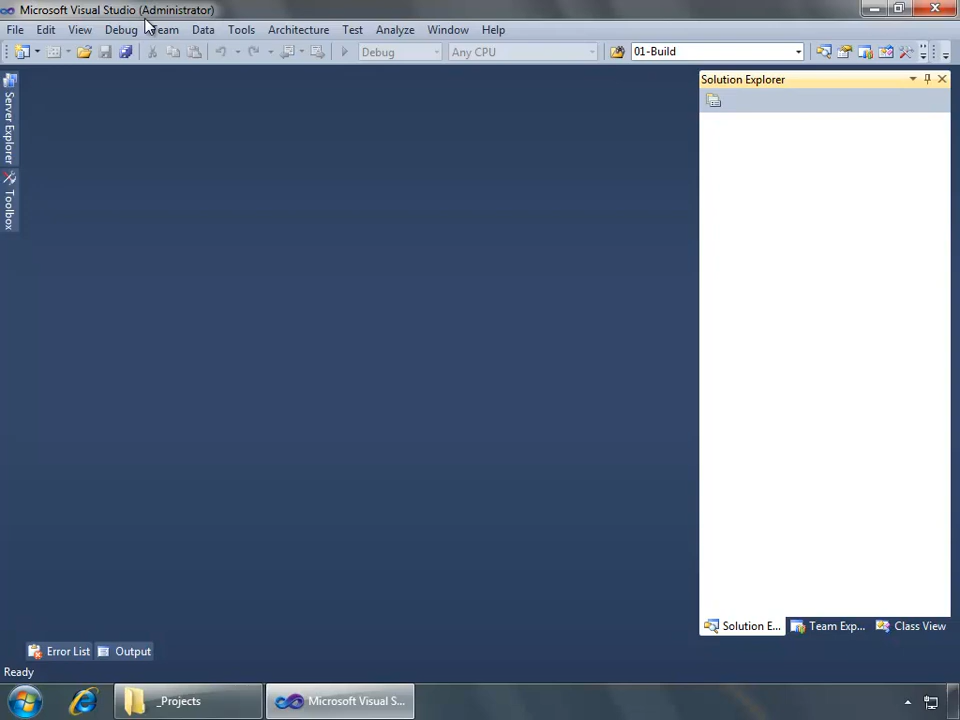 Microsoft Visual Studio (Administrator)
File Edit View Debug Team Data Tools Architecture Test Analyze Window Help
Debug Any CPU 01-Build
Solution Explorer
Server Explorer
Toolbox
Solution E... Team Exp... Class View
Error List Output
Ready
_Projects Microsoft Visual S...